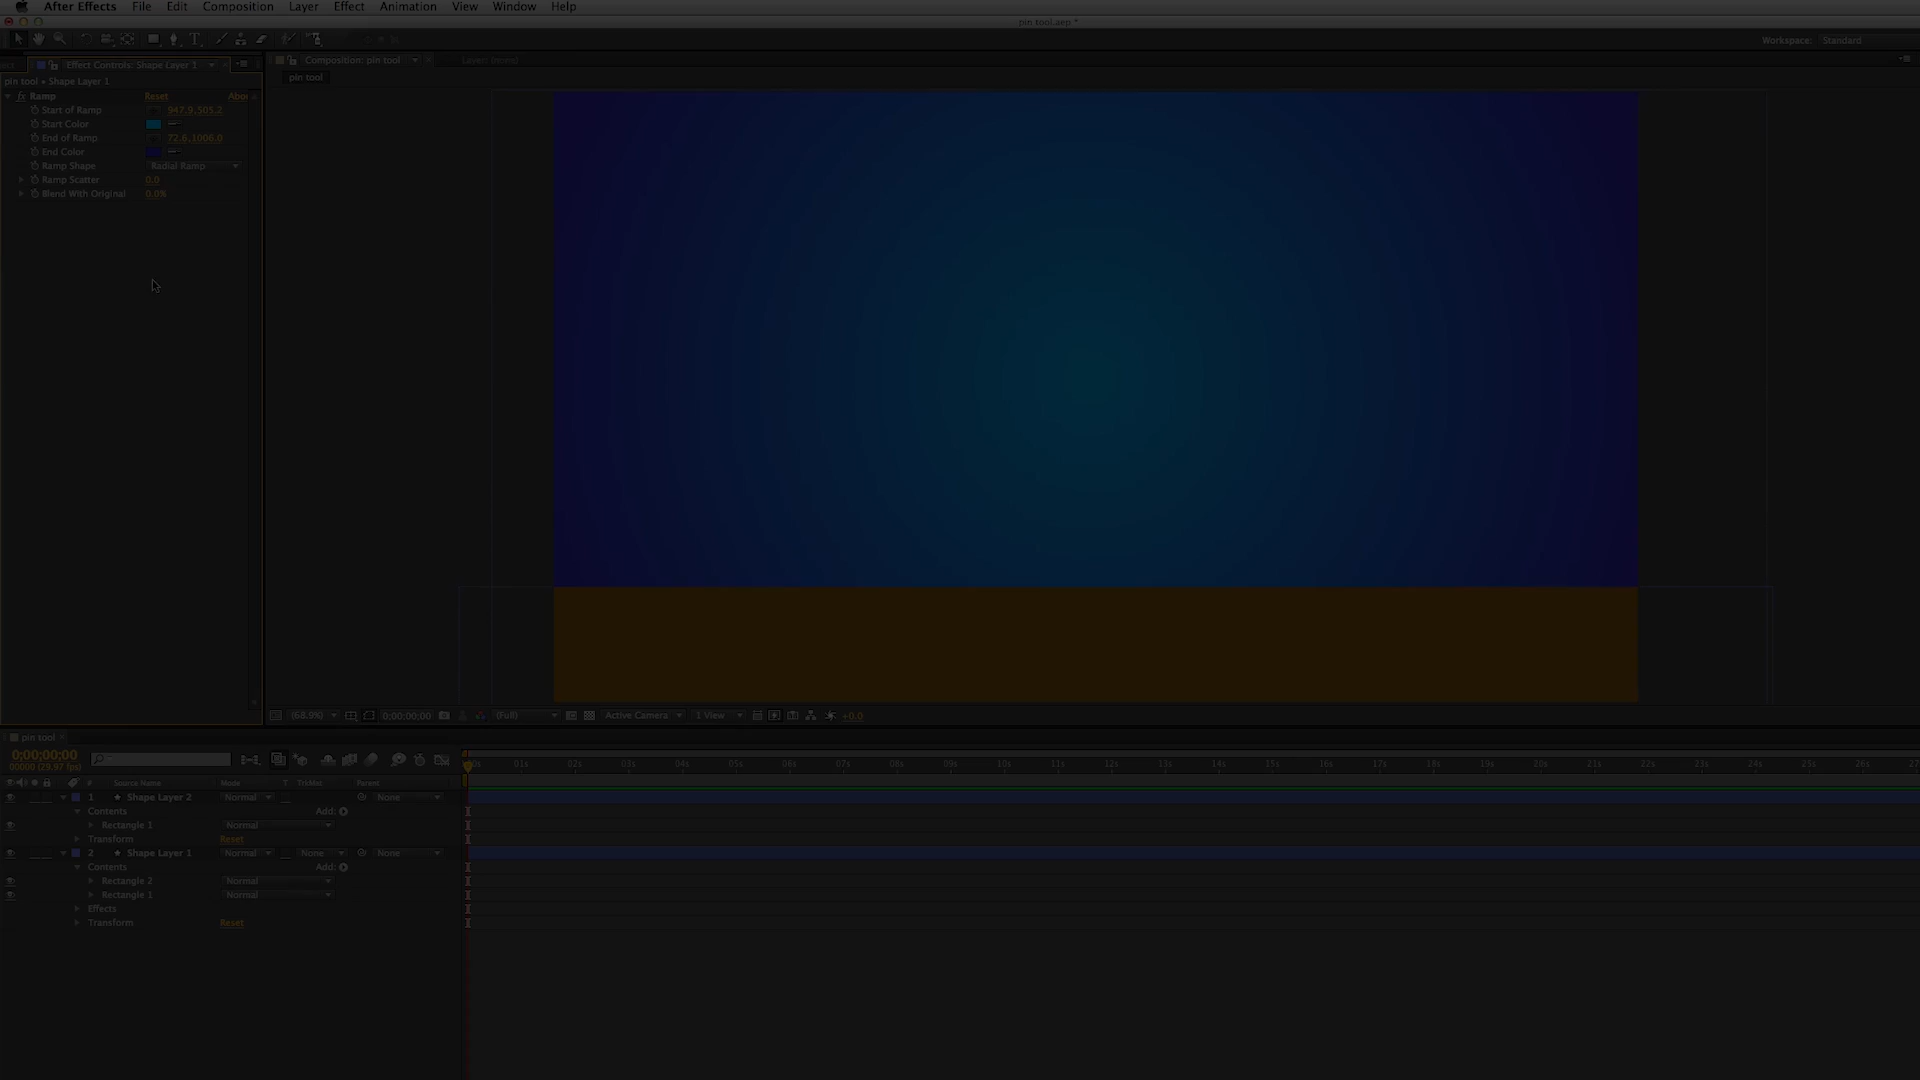 After Effects File Edit Composition Layer Effect Animation View Window Help
pin tool.aep *
Workspace: Standard
Effect Controls: Shape Layer 1
Composition: pin tool
Layer: (none)
pin tool
pin tool • Shape Layer 1
Ramp Reset Abou
Start of Ramp 947.9,505.2
Start Color
End of Ramp 72.6,1006.0
End Color
Ramp Shape Radial Ramp
Ramp Scatter 0.0
Blend With Original 0.0%
(68.9%) 0:00:00:00 (Full) Active Camera 1 View +0.0
pin tool
0:00:00:00
00000 (29.97 fps)
01s 02s 03s 04s 05s 06s 07s 08s 09s 10s 11s 12s 13s 14s 15s 16s 17s 18s 19s 20s 21s 22s 23s 24s 25s 26s 27
# Source Name Mode T TrkMat Parent
1 Shape Layer 2 Normal None
Contents Add:
Rectangle 1 Normal
Transform Reset
2 Shape Layer 1 Normal None None
Contents Add:
Rectangle 2 Normal
Rectangle 1 Normal
Effects
Transform Reset